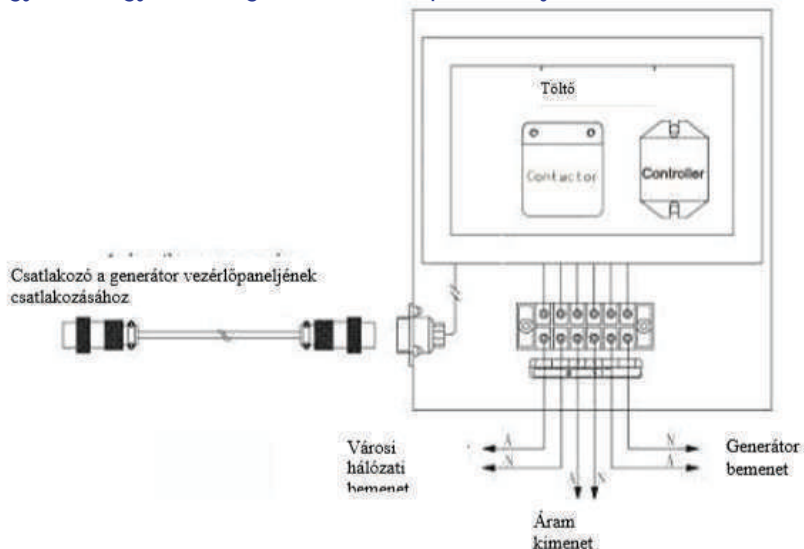 Töltő
Contactor
Controller
Csatlakozó a generátor vezérlőpaneljének
csatlakozásához
A
N
Városi
hálózati
bemenet
A
N
Áram
kimenet
N
A
Generátor
bemenet